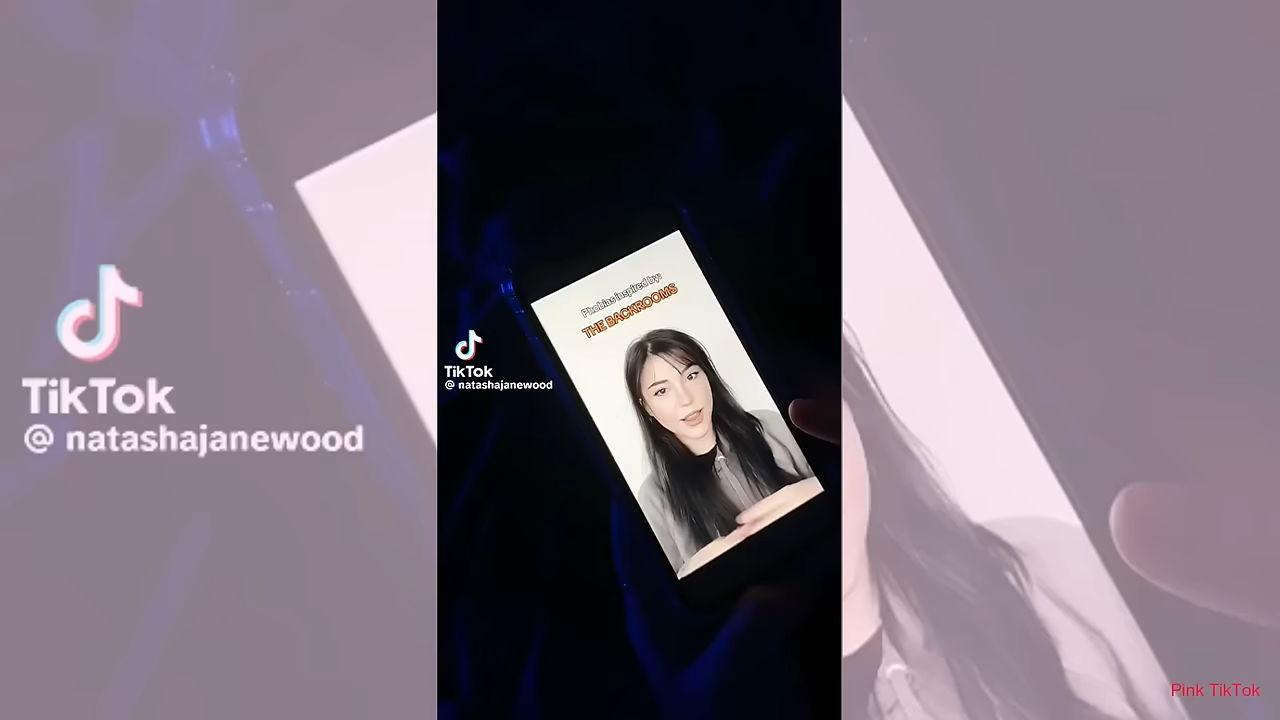 TikTok
@ natashajanewood
Phobias inspired by:
THE BACKROOMS
TikTok
@ natashajanewood
Pink TikTok